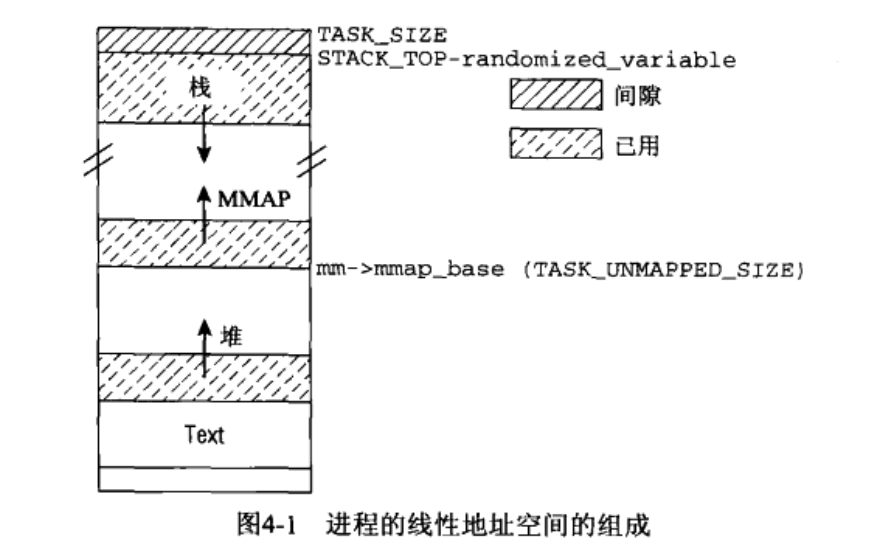 TASK_SIZE
STACK_TOP-randomized_variable
栈
间隙
已用
MMAP
mm->mmap_base (TASK_UNMAPPED_SIZE)
堆
Text
图4-1 进程的线性地址空间的组成